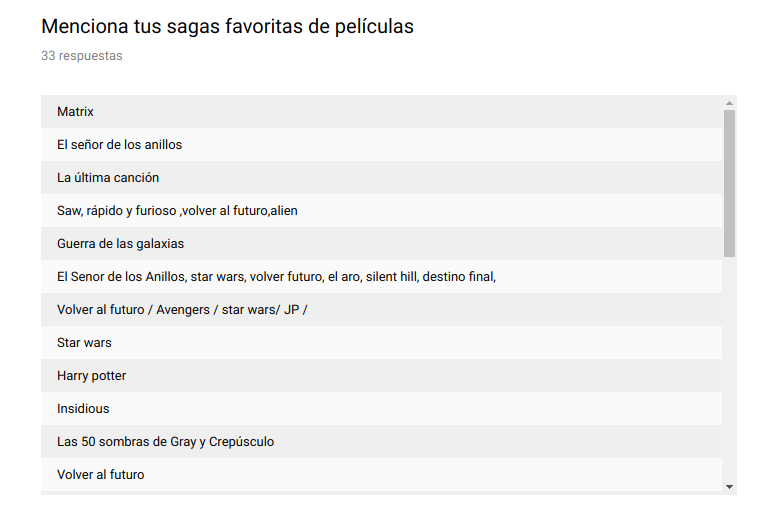 Menciona tus sagas favoritas de películas
33 respuestas
Matrix
El señor de los anillos
La última canción
Saw, rápido y furioso ,volver al futuro,alien
Guerra de las galaxias
El Senor de los Anillos, star wars, volver futuro, el aro, silent hill, destino final,
Volver al futuro / Avengers / star wars/ JP /
Star wars
Harry potter
Insidious
Las 50 sombras de Gray y Crepúsculo
Volver al futuro